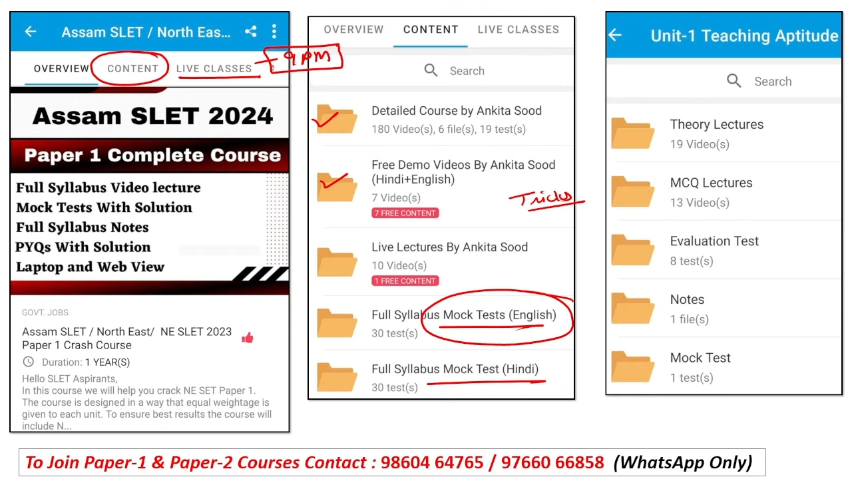 Assam SLET / North East...
OVERVIEW CONTENT LIVE CLASSES
9 PM
Assam SLET 2024
Paper 1 Complete Course
Full Syllabus Video lecture
Mock Tests With Solution
Full Syllabus Notes
PYQs With Solution
Laptop and Web View
GOVT. JOBS
Assam SLET / North East/ NE SLET 2023
Paper 1 Crash Course
Duration: 1 YEAR(S)
Hello SLET Aspirants,
In this course we will help you crack NE SET Paper 1.
The course is designed in a way that equal weightage is
given to each unit. To ensure best results the course will
include N...
OVERVIEW CONTENT LIVE CLASSES
Search
Detailed Course by Ankita Sood
180 Video(s), 6 file(s), 19 test(s)
Free Demo Videos By Ankita Sood
(Hindi+English)
7 Video(s)
7 FREE CONTENT
Tricks
Live Lectures By Ankita Sood
10 Video(s)
1 FREE CONTENT
Full Syllabus Mock Tests (English)
30 test(s)
Full Syllabus Mock Test (Hindi)
30 test(s)
Unit-1 Teaching Aptitude
Search
Theory Lectures
19 Video(s)
MCQ Lectures
13 Video(s)
Evaluation Test
8 test(s)
Notes
1 file(s)
Mock Test
1 test(s)
To Join Paper-1 & Paper-2 Courses Contact : 98604 64765 / 97660 66858 (WhatsApp Only)